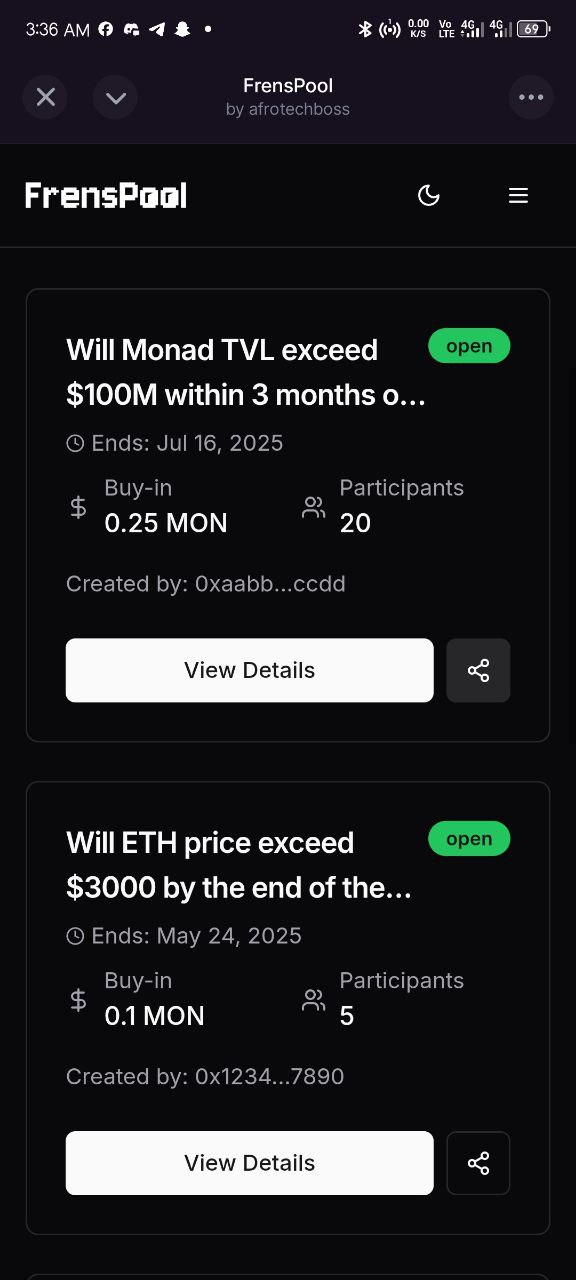 3:36 AM
0.00 K/S
Vo LTE
4G
4G
69
FrensPool
by afrotechboss
FrensPool
Will Monad TVL exceed
$100M within 3 months o...
open
Ends: Jul 16, 2025
Buy-in
0.25 MON
Participants
20
Created by: 0xaabb...ccdd
View Details
Will ETH price exceed
$3000 by the end of the...
open
Ends: May 24, 2025
Buy-in
0.1 MON
Participants
5
Created by: 0x1234...7890
View Details